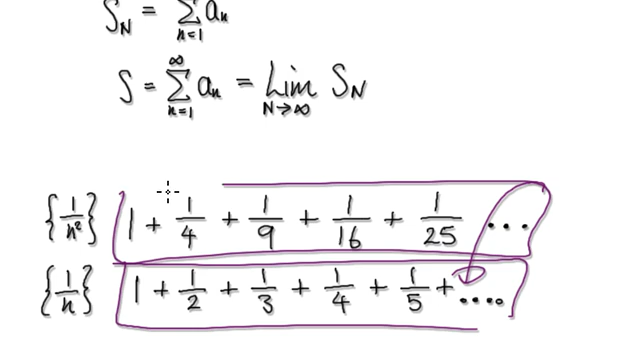 S_N = Σ_{n=1} a_n
S = Σ_{n=1}^{∞} a_n = Lim_{N→∞} S_N
{1/n²} 1 + 1/4 + 1/9 + 1/16 + 1/25 ...
{1/n} 1 + 1/2 + 1/3 + 1/4 + 1/5 + ....